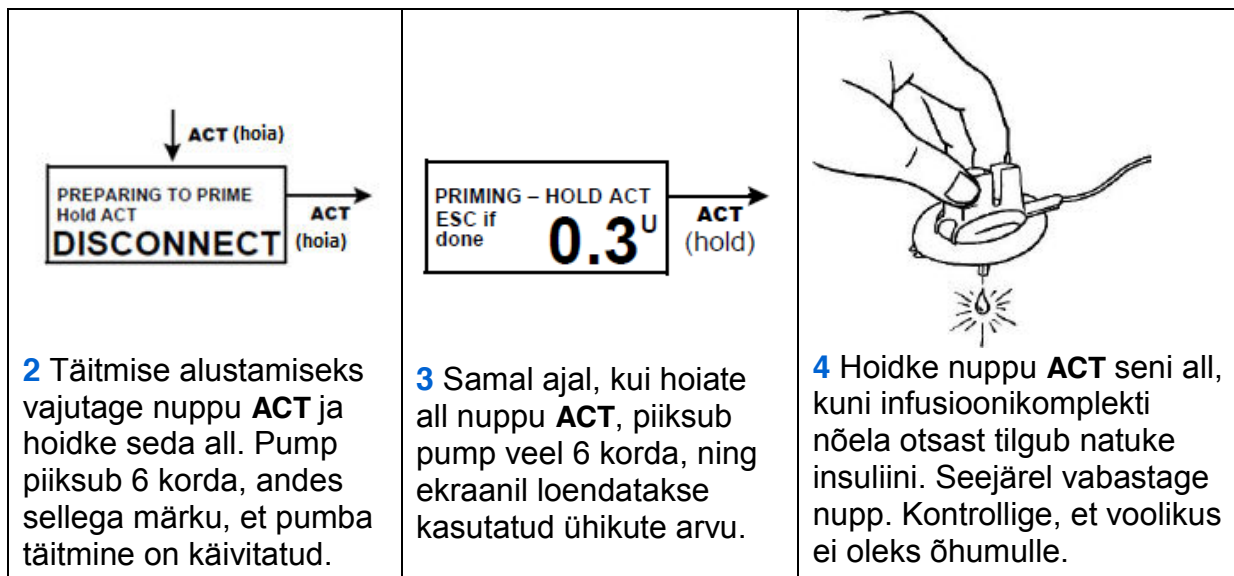 ACT (hoia)
PREPARING TO PRIME
Hold ACT
DISCONNECT
ACT
(hoia)
2 Täitmise alustamiseks
vajutage nuppu ACT ja
hoidke seda all. Pump
piiksub 6 korda, andes
sellega märku, et pumba
täitmine on käivitatud.
PRIMING – HOLD ACT
ESC if
done
0.3U
ACT
(hold)
3 Samal ajal, kui hoiate
all nuppu ACT, piiksub
pump veel 6 korda, ning
ekraanil loendatakse
kasutatud ühikute arvu.
4 Hoidke nuppu ACT seni all,
kuni infusioonikomplekti
nõela otsast tilgub natuke
insuliini. Seejärel vabastage
nupp. Kontrollige, et voolikus
ei oleks õhumulle.